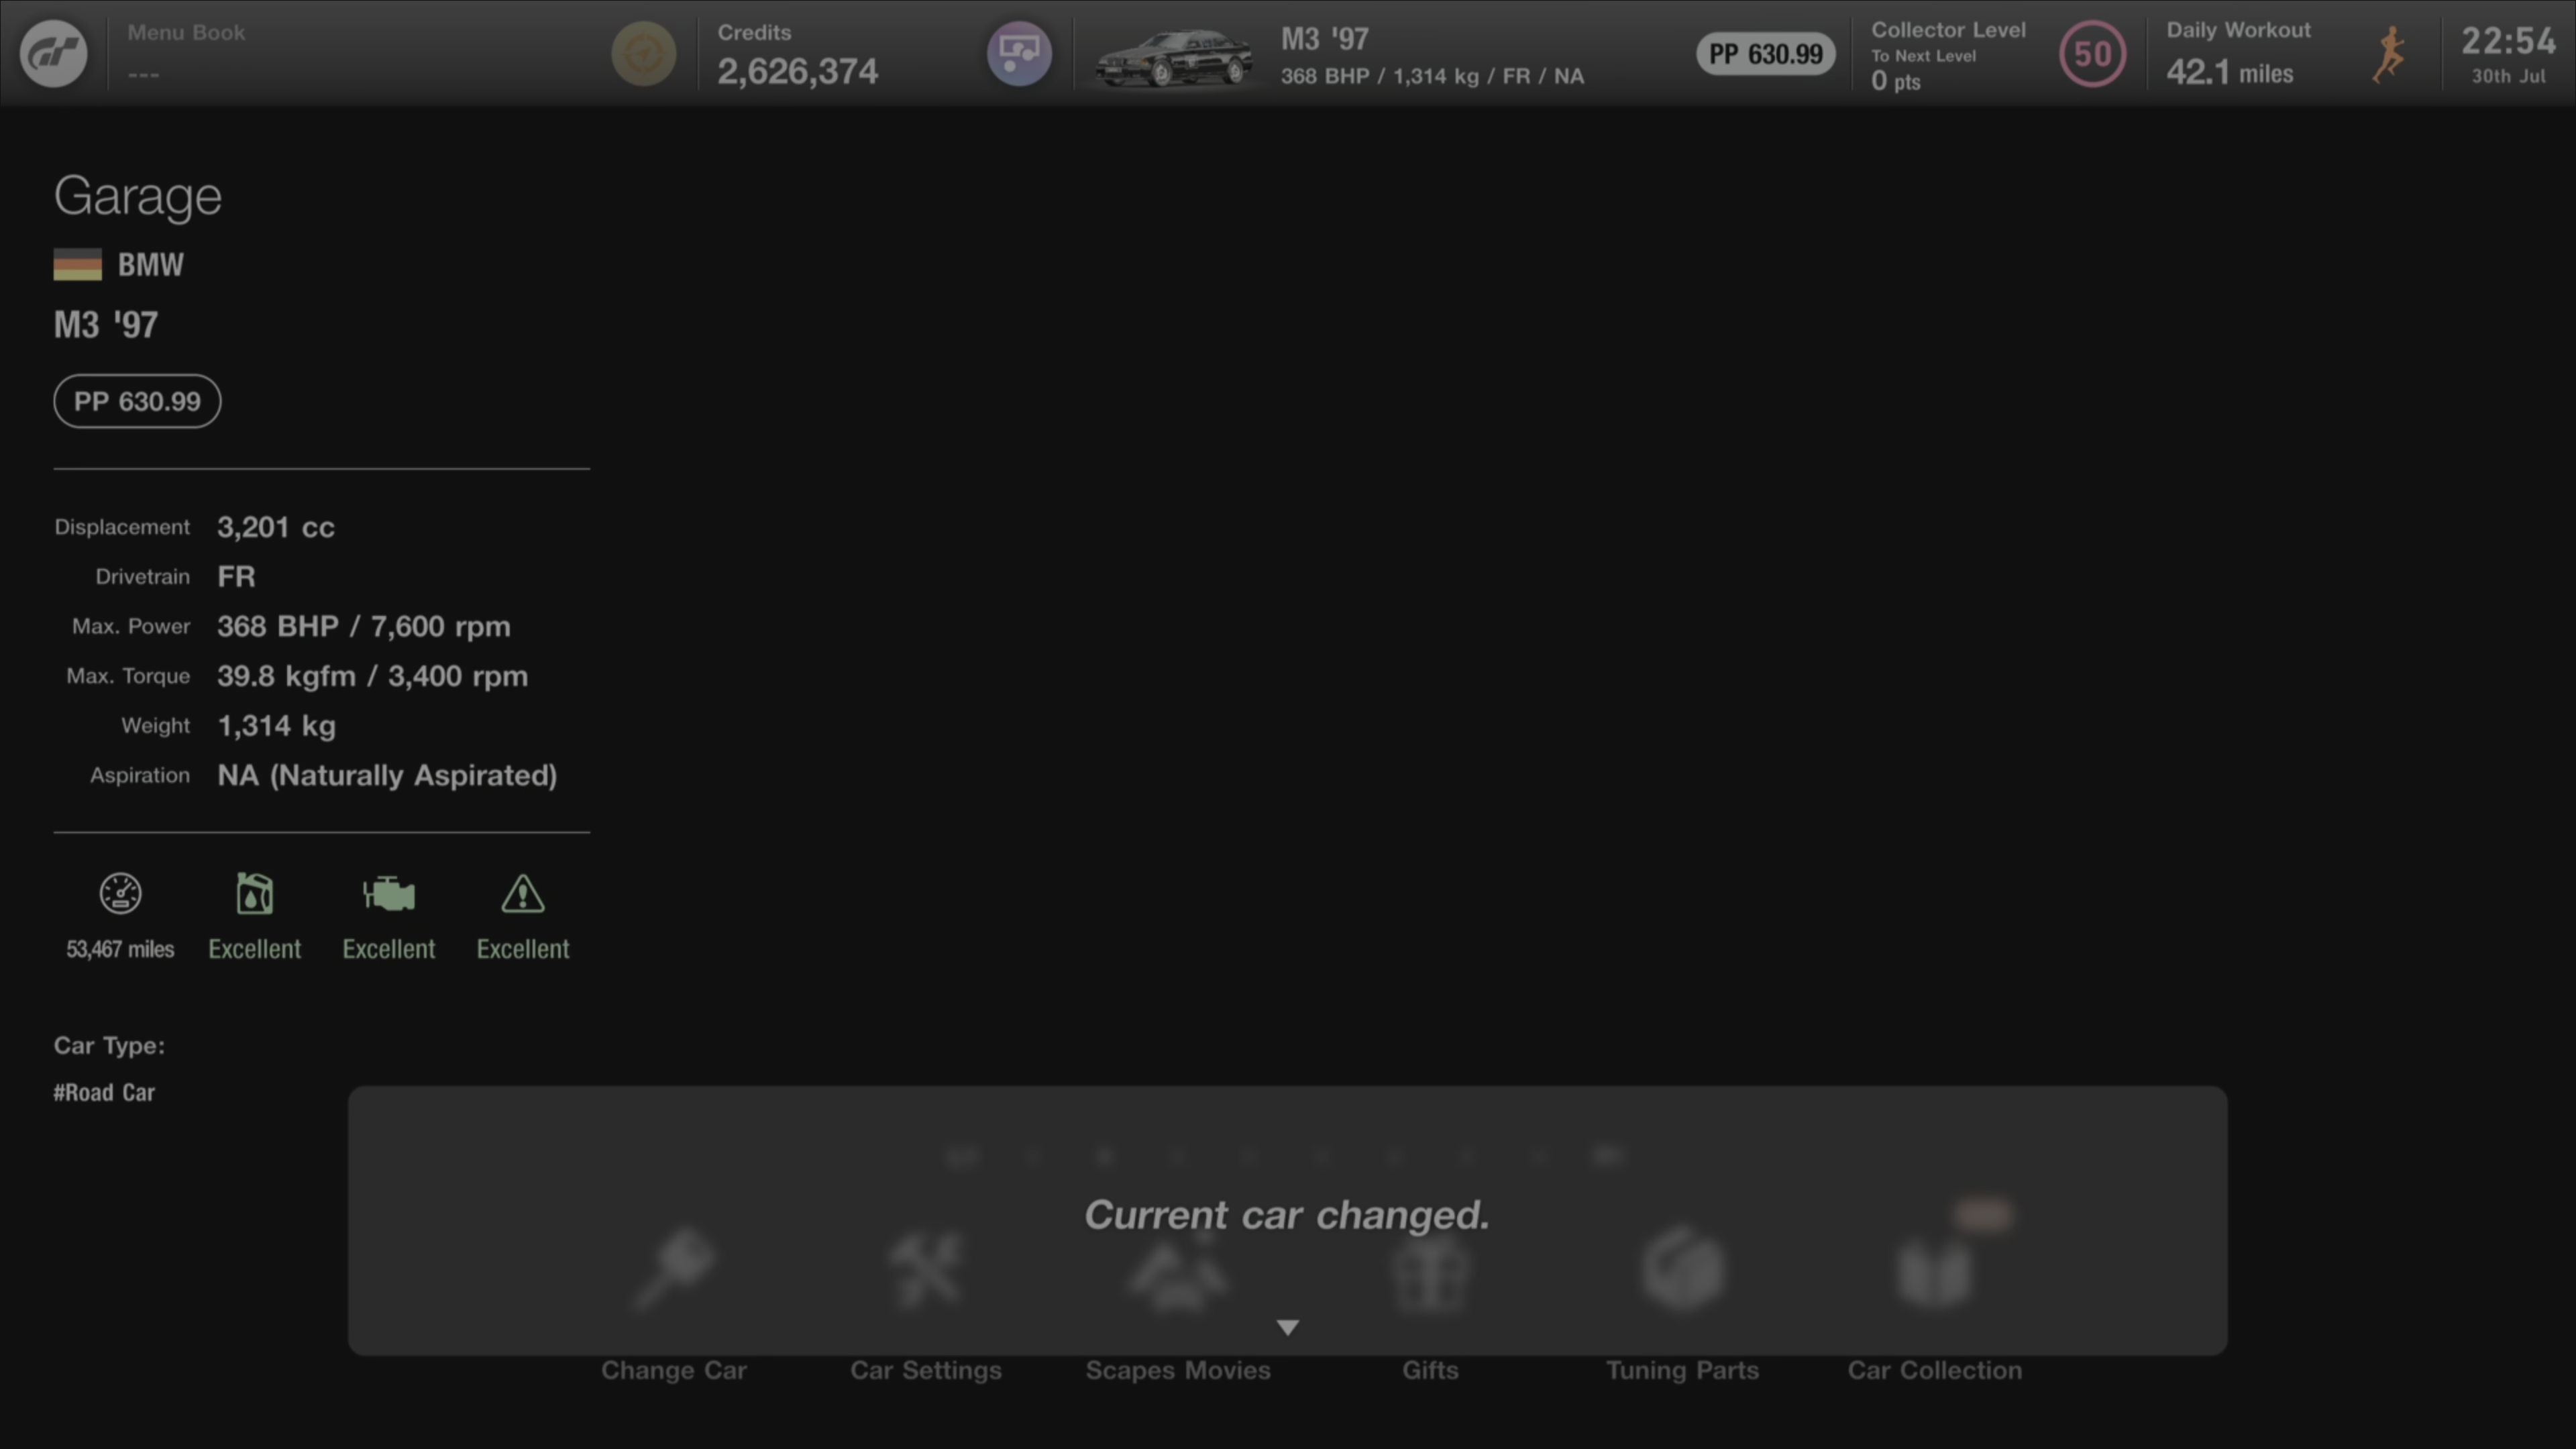 Menu Book
---
Credits
2,626,374
M3 '97
368 BHP / 1,314 kg / FR / NA
PP 630.99
Collector Level
To Next Level
0 pts
50
Daily Workout
42.1 miles
22:54
30th Jul
Garage
BMW
M3 '97
PP 630.99
Displacement 3,201 cc
Drivetrain FR
Max. Power 368 BHP / 7,600 rpm
Max. Torque 39.8 kgfm / 3,400 rpm
Weight 1,314 kg
Aspiration NA (Naturally Aspirated)
53,467 miles Excellent Excellent Excellent
Car Type:
#Road Car
Current car changed.
Change Car Car Settings Scapes Movies Gifts Tuning Parts Car Collection